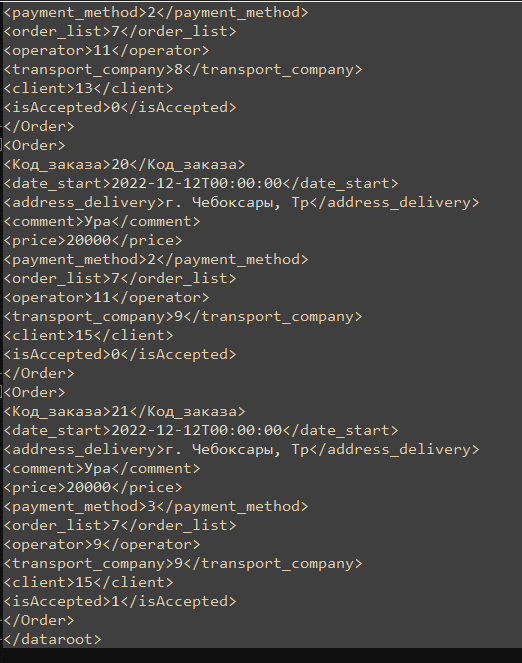 <payment_method>2</payment_method>
<order_list>7</order_list>
<operator>11</operator>
<transport_company>8</transport_company>
<client>13</client>
<isAccepted>0</isAccepted>
</Order>
<Order>
<Код_заказа>20</Код_заказа>
<date_start>2022-12-12T00:00:00</date_start>
<address_delivery>г. Чебоксары, Тр</address_delivery>
<comment>Ура</comment>
<price>20000</price>
<payment_method>2</payment_method>
<order_list>7</order_list>
<operator>11</operator>
<transport_company>9</transport_company>
<client>15</client>
<isAccepted>0</isAccepted>
</Order>
<Order>
<Код_заказа>21</Код_заказа>
<date_start>2022-12-12T00:00:00</date_start>
<address_delivery>г. Чебоксары, Тр</address_delivery>
<comment>Ура</comment>
<price>20000</price>
<payment_method>3</payment_method>
<order_list>7</order_list>
<operator>9</operator>
<transport_company>9</transport_company>
<client>15</client>
<isAccepted>1</isAccepted>
</Order>
</dataroot>